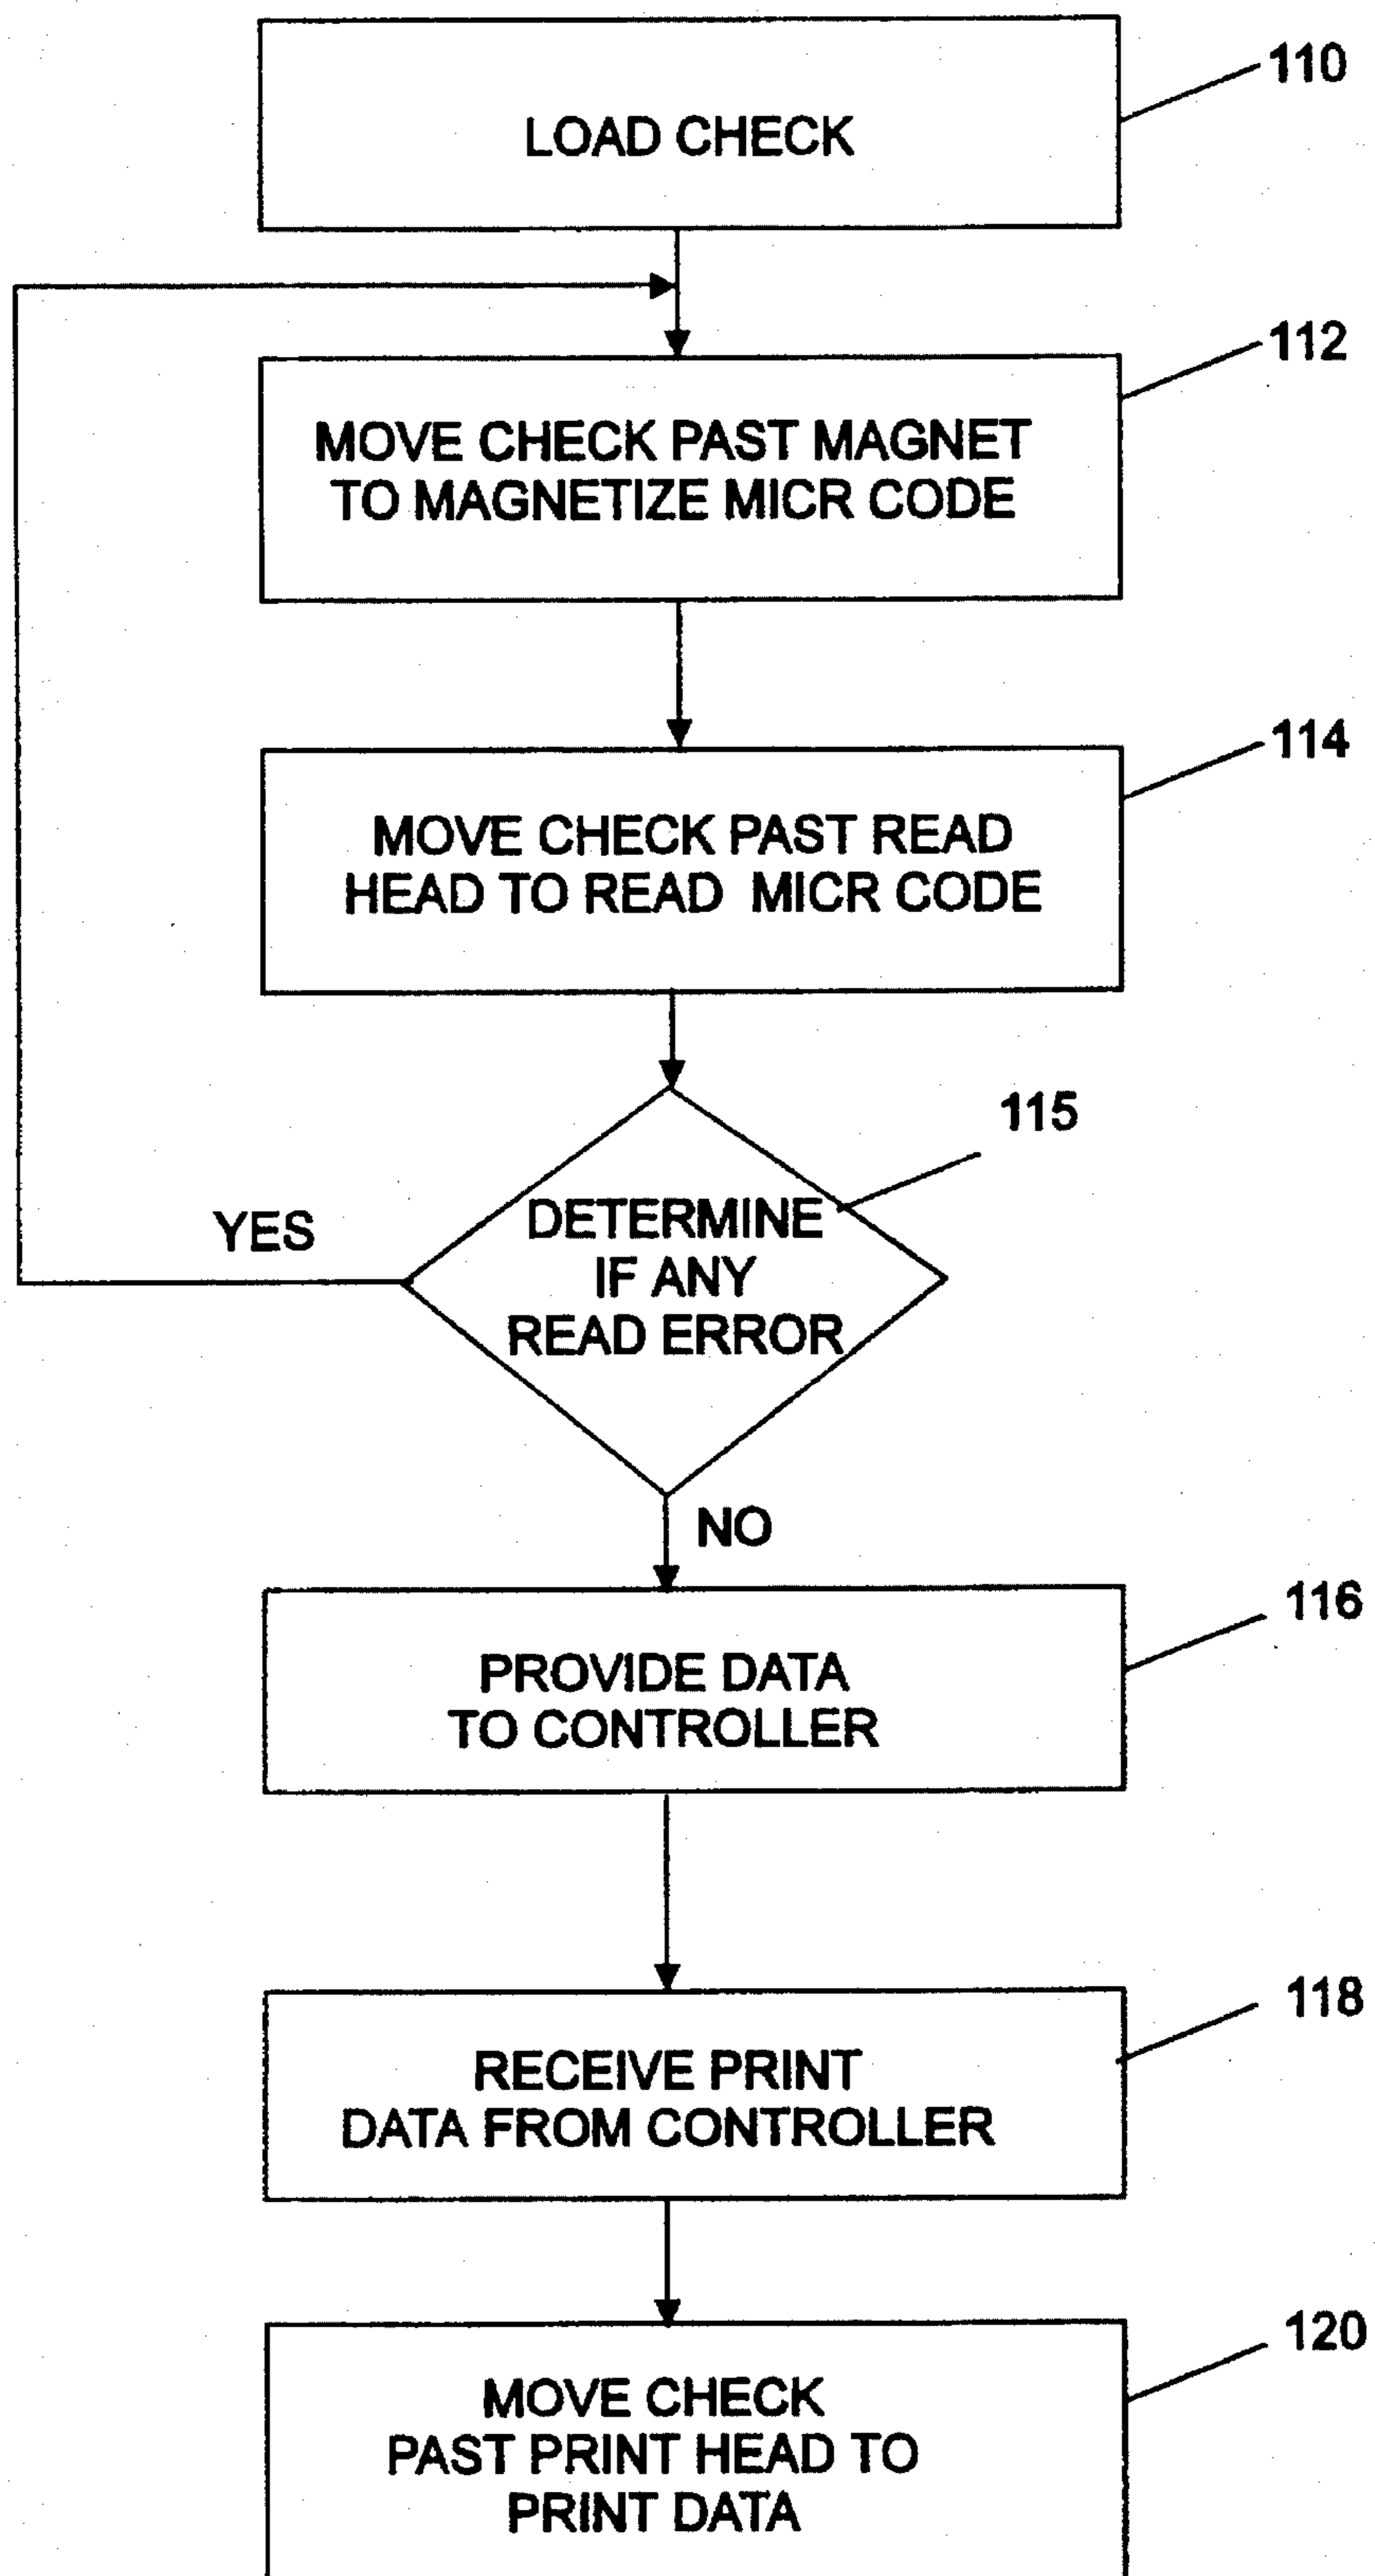 LOAD CHECK
110
112
MOVE CHECK PAST MAGNET
TO MAGNETIZE MICR CODE
114
MOVE CHECK PAST READ
HEAD TO READ MICR CODE
115
DETERMINE
IF ANY
READ ERROR
YES
NO
116
PROVIDE DATA
TO CONTROLLER
118
RECEIVE PRINT
DATA FROM CONTROLLER
120
MOVE CHECK
PAST PRINT HEAD TO
PRINT DATA